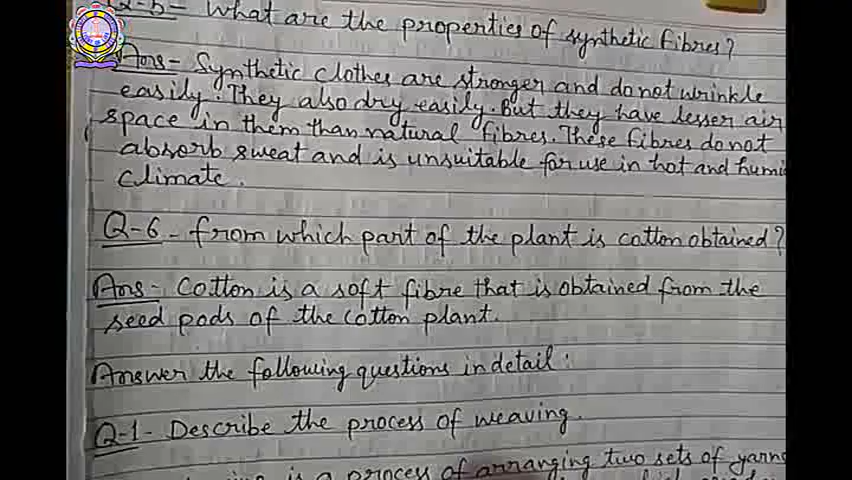 Q-5- What are the properties of synthetic fibres?
Ans- Synthetic clothes are stronger and do not wrinkle
easily. They also dry easily. But they have lesser air
space in them than natural fibres. These fibres do not
absorb sweat and is unsuitable for use in hot and humi
climate.
Q-6- from which part of the plant is cotton obtained?
Ans- Cotton is a soft fibre that is obtained from the
seed pods of the cotton plant.
Answer the following questions in detail:
Q-1- Describe the process of weaving.
is a process of arranging two sets of yarns